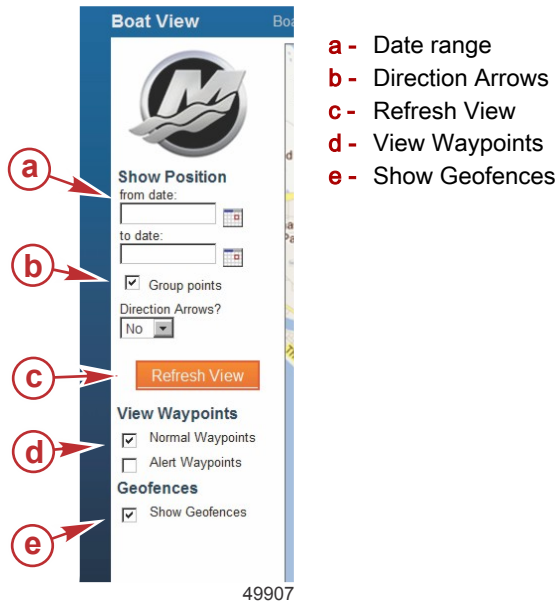 Boat View
Show Position
from date:
to date:
Group points
Direction Arrows?
No
Refresh View
View Waypoints
Normal Waypoints
Alert Waypoints
Geofences
Show Geofences
a
b
c
d
e
a - Date range
b - Direction Arrows
c - Refresh View
d - View Waypoints
e - Show Geofences
49907